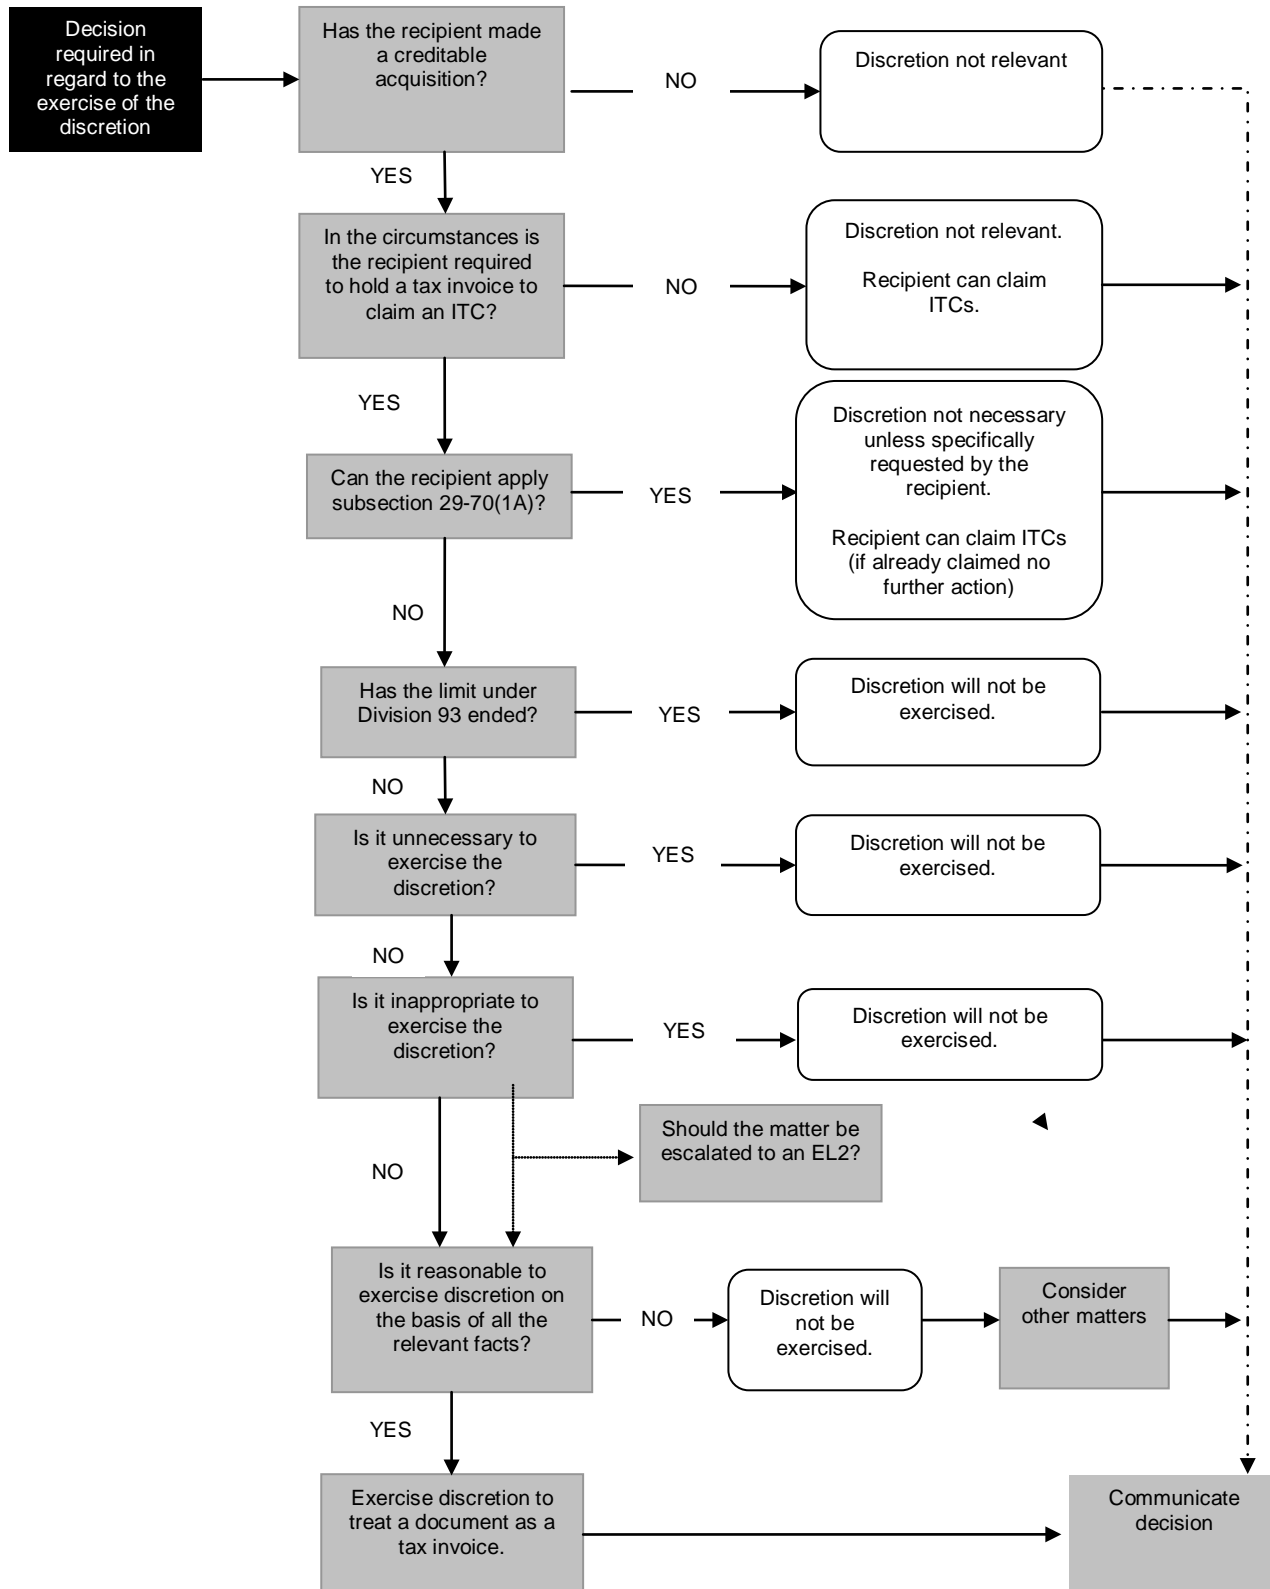 Decision
required in
regard to the
exercise of the
discretion
Has the recipient made
a creditable
acquisition?
NO
Discretion not relevant
YES
In the circumstances is
the recipient required
to hold a tax invoice to
claim an ITC?
NO
Discretion not relevant.
Recipient can claim
ITCs.
YES
Can the recipient apply
subsection 29-70(1A)?
YES
Discretion not necessary
unless specifically
requested by the
recipient.
Recipient can claim ITCs
(if already claimed no
further action)
NO
Has the limit under
Division 93 ended?
YES
Discretion will not be
exercised.
NO
Is it unnecessary to
exercise the
discretion?
YES
Discretion will not be
exercised.
NO
Is it inappropriate to
exercise the
discretion?
YES
Discretion will not be
exercised.
Should the matter be
escalated to an EL2?
NO
Is it reasonable to
exercise discretion on
the basis of all the
relevant facts?
NO
Discretion will
not be
exercised.
Consider
other matters
YES
Exercise discretion to
treat a document as a
tax invoice.
Communicate
decision